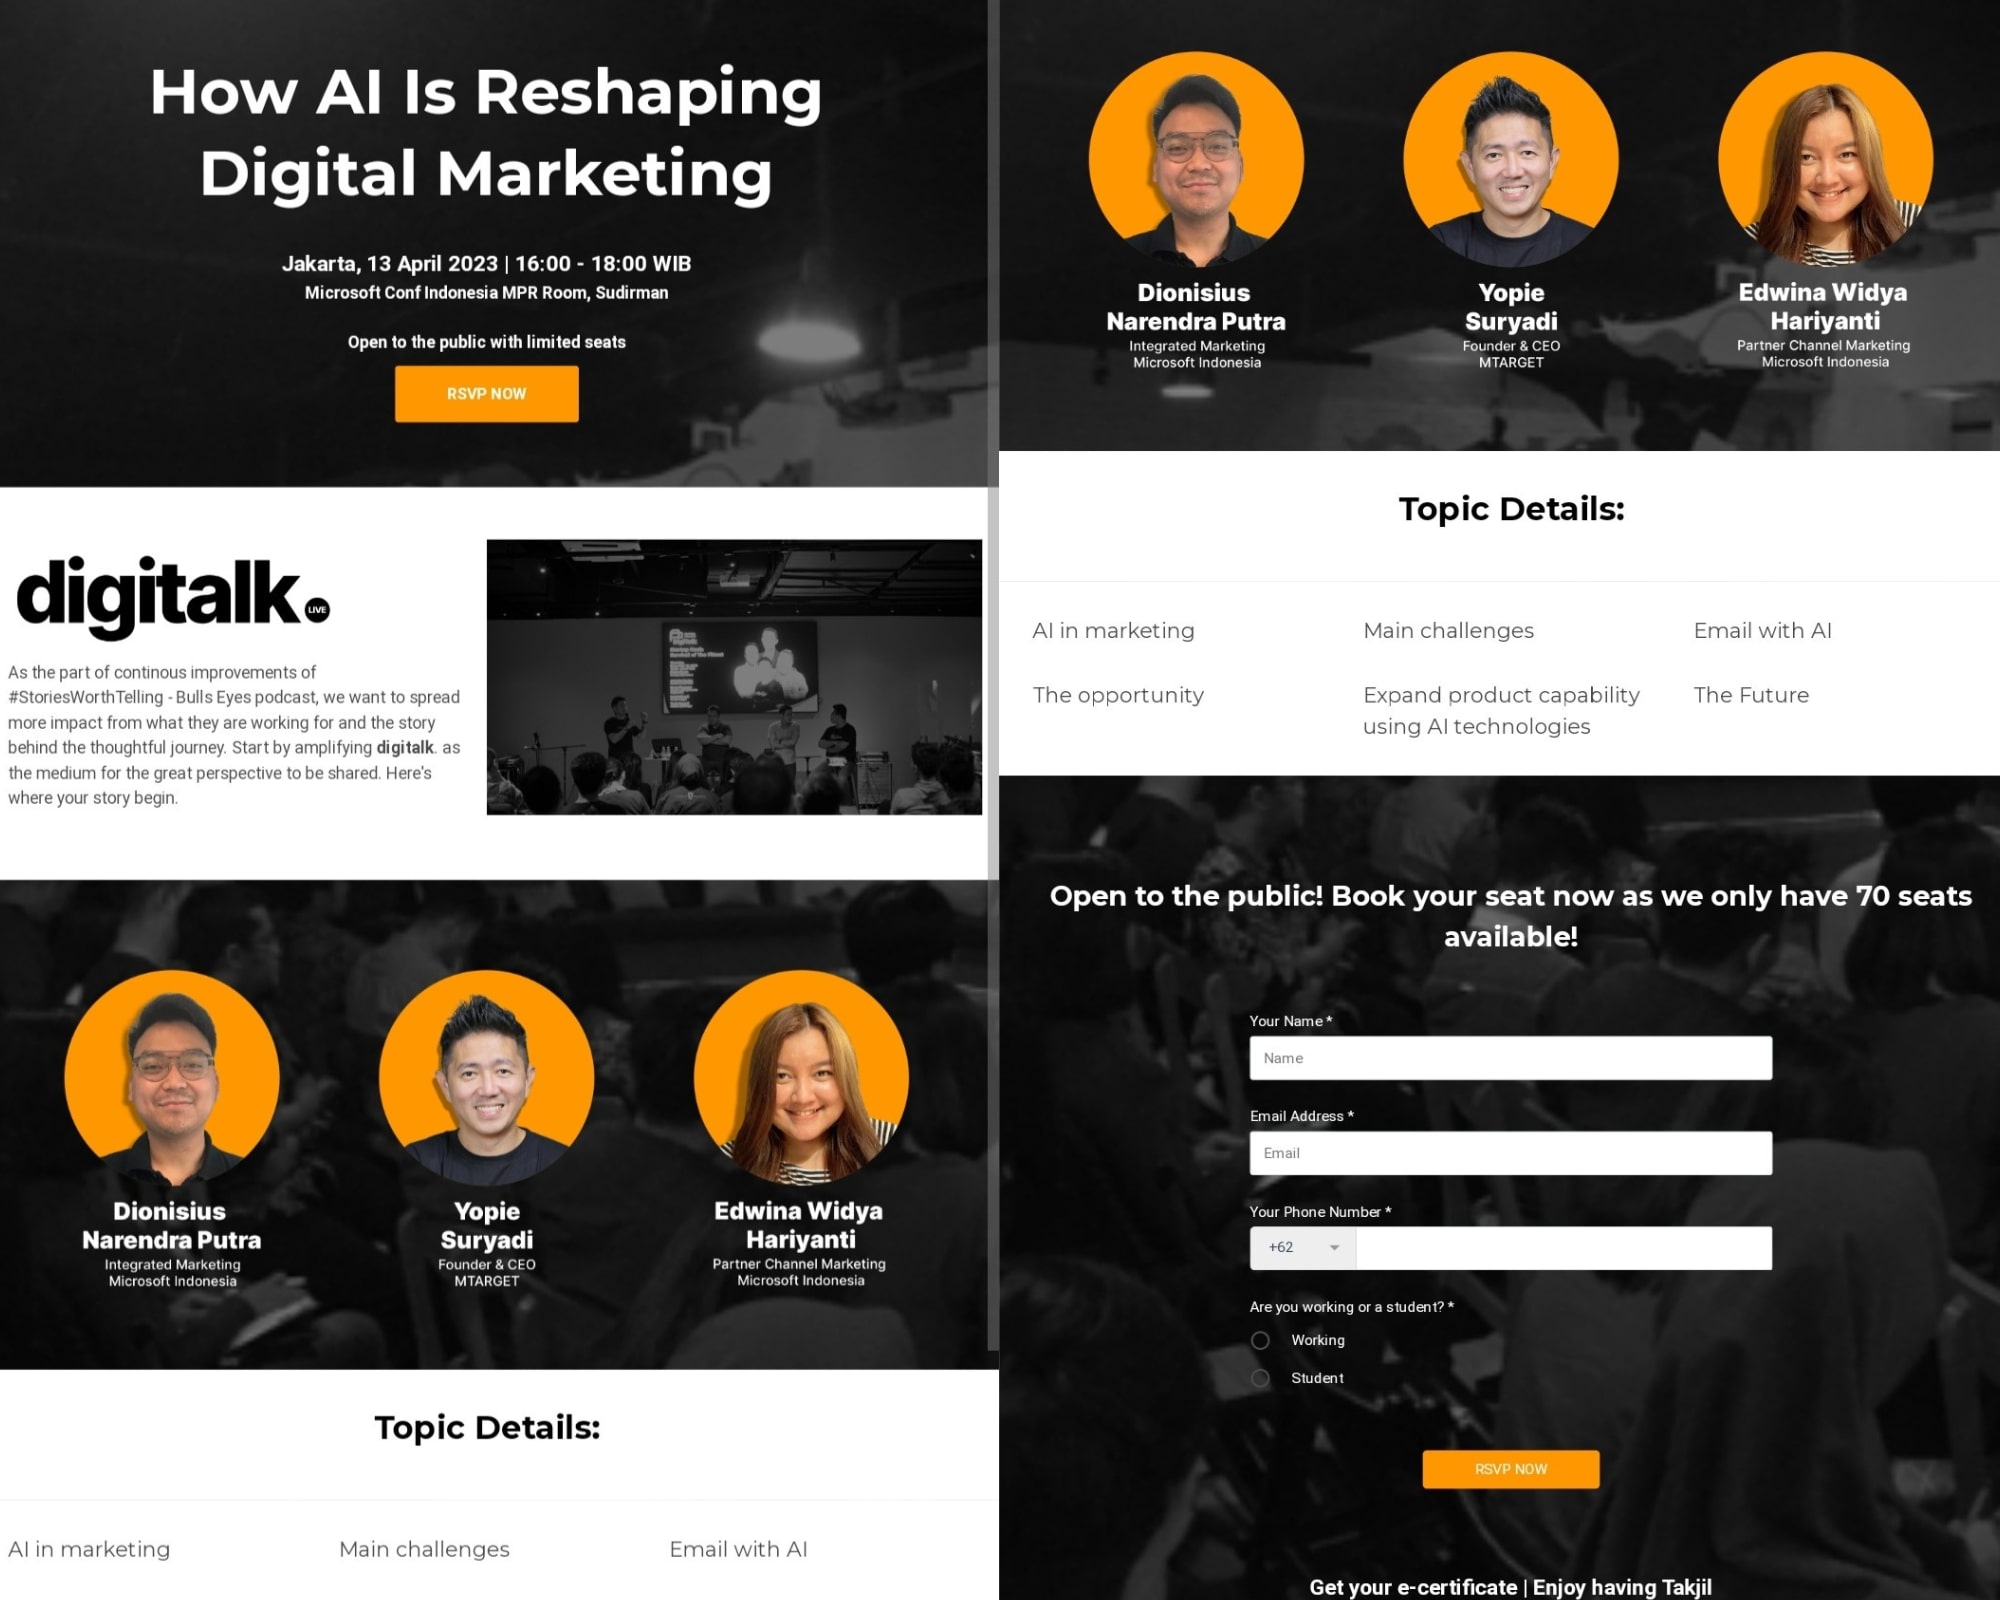 How AI Is Reshaping
Digital Marketing
Jakarta, 13 April 2023 | 16:00 - 18:00 WIB
Microsoft Conf Indonesia MPR Room, Sudirman
Open to the public with limited seats
RSVP NOW
digitalk.
LIVE
As the part of continous improvements of
#StoriesWorthTelling - Bulls Eyes podcast, we want to spread
more impact from what they are working for and the story
behind the thoughtful journey. Start by amplifying digitalk. as
the medium for the great perspective to be shared. Here's
where your story begin.
Dionisius
Narendra Putra
Integrated Marketing
Microsoft Indonesia
Yopie
Suryadi
Founder & CEO
MTARGET
Edwina Widya
Hariyanti
Partner Channel Marketing
Microsoft Indonesia
Topic Details:
AI in marketing
Main challenges
Email with AI
Dionisius
Narendra Putra
Integrated Marketing
Microsoft Indonesia
Yopie
Suryadi
Founder & CEO
MTARGET
Edwina Widya
Hariyanti
Partner Channel Marketing
Microsoft Indonesia
Topic Details:
AI in marketing
Main challenges
Email with AI
The opportunity
Expand product capability
using AI technologies
The Future
Open to the public! Book your seat now as we only have 70 seats
available!
Your Name *
Name
Email Address *
Email
Your Phone Number *
+62
Are you working or a student? *
Working
Student
RSVP NOW
Get your e-certificate | Enjoy having Takjil